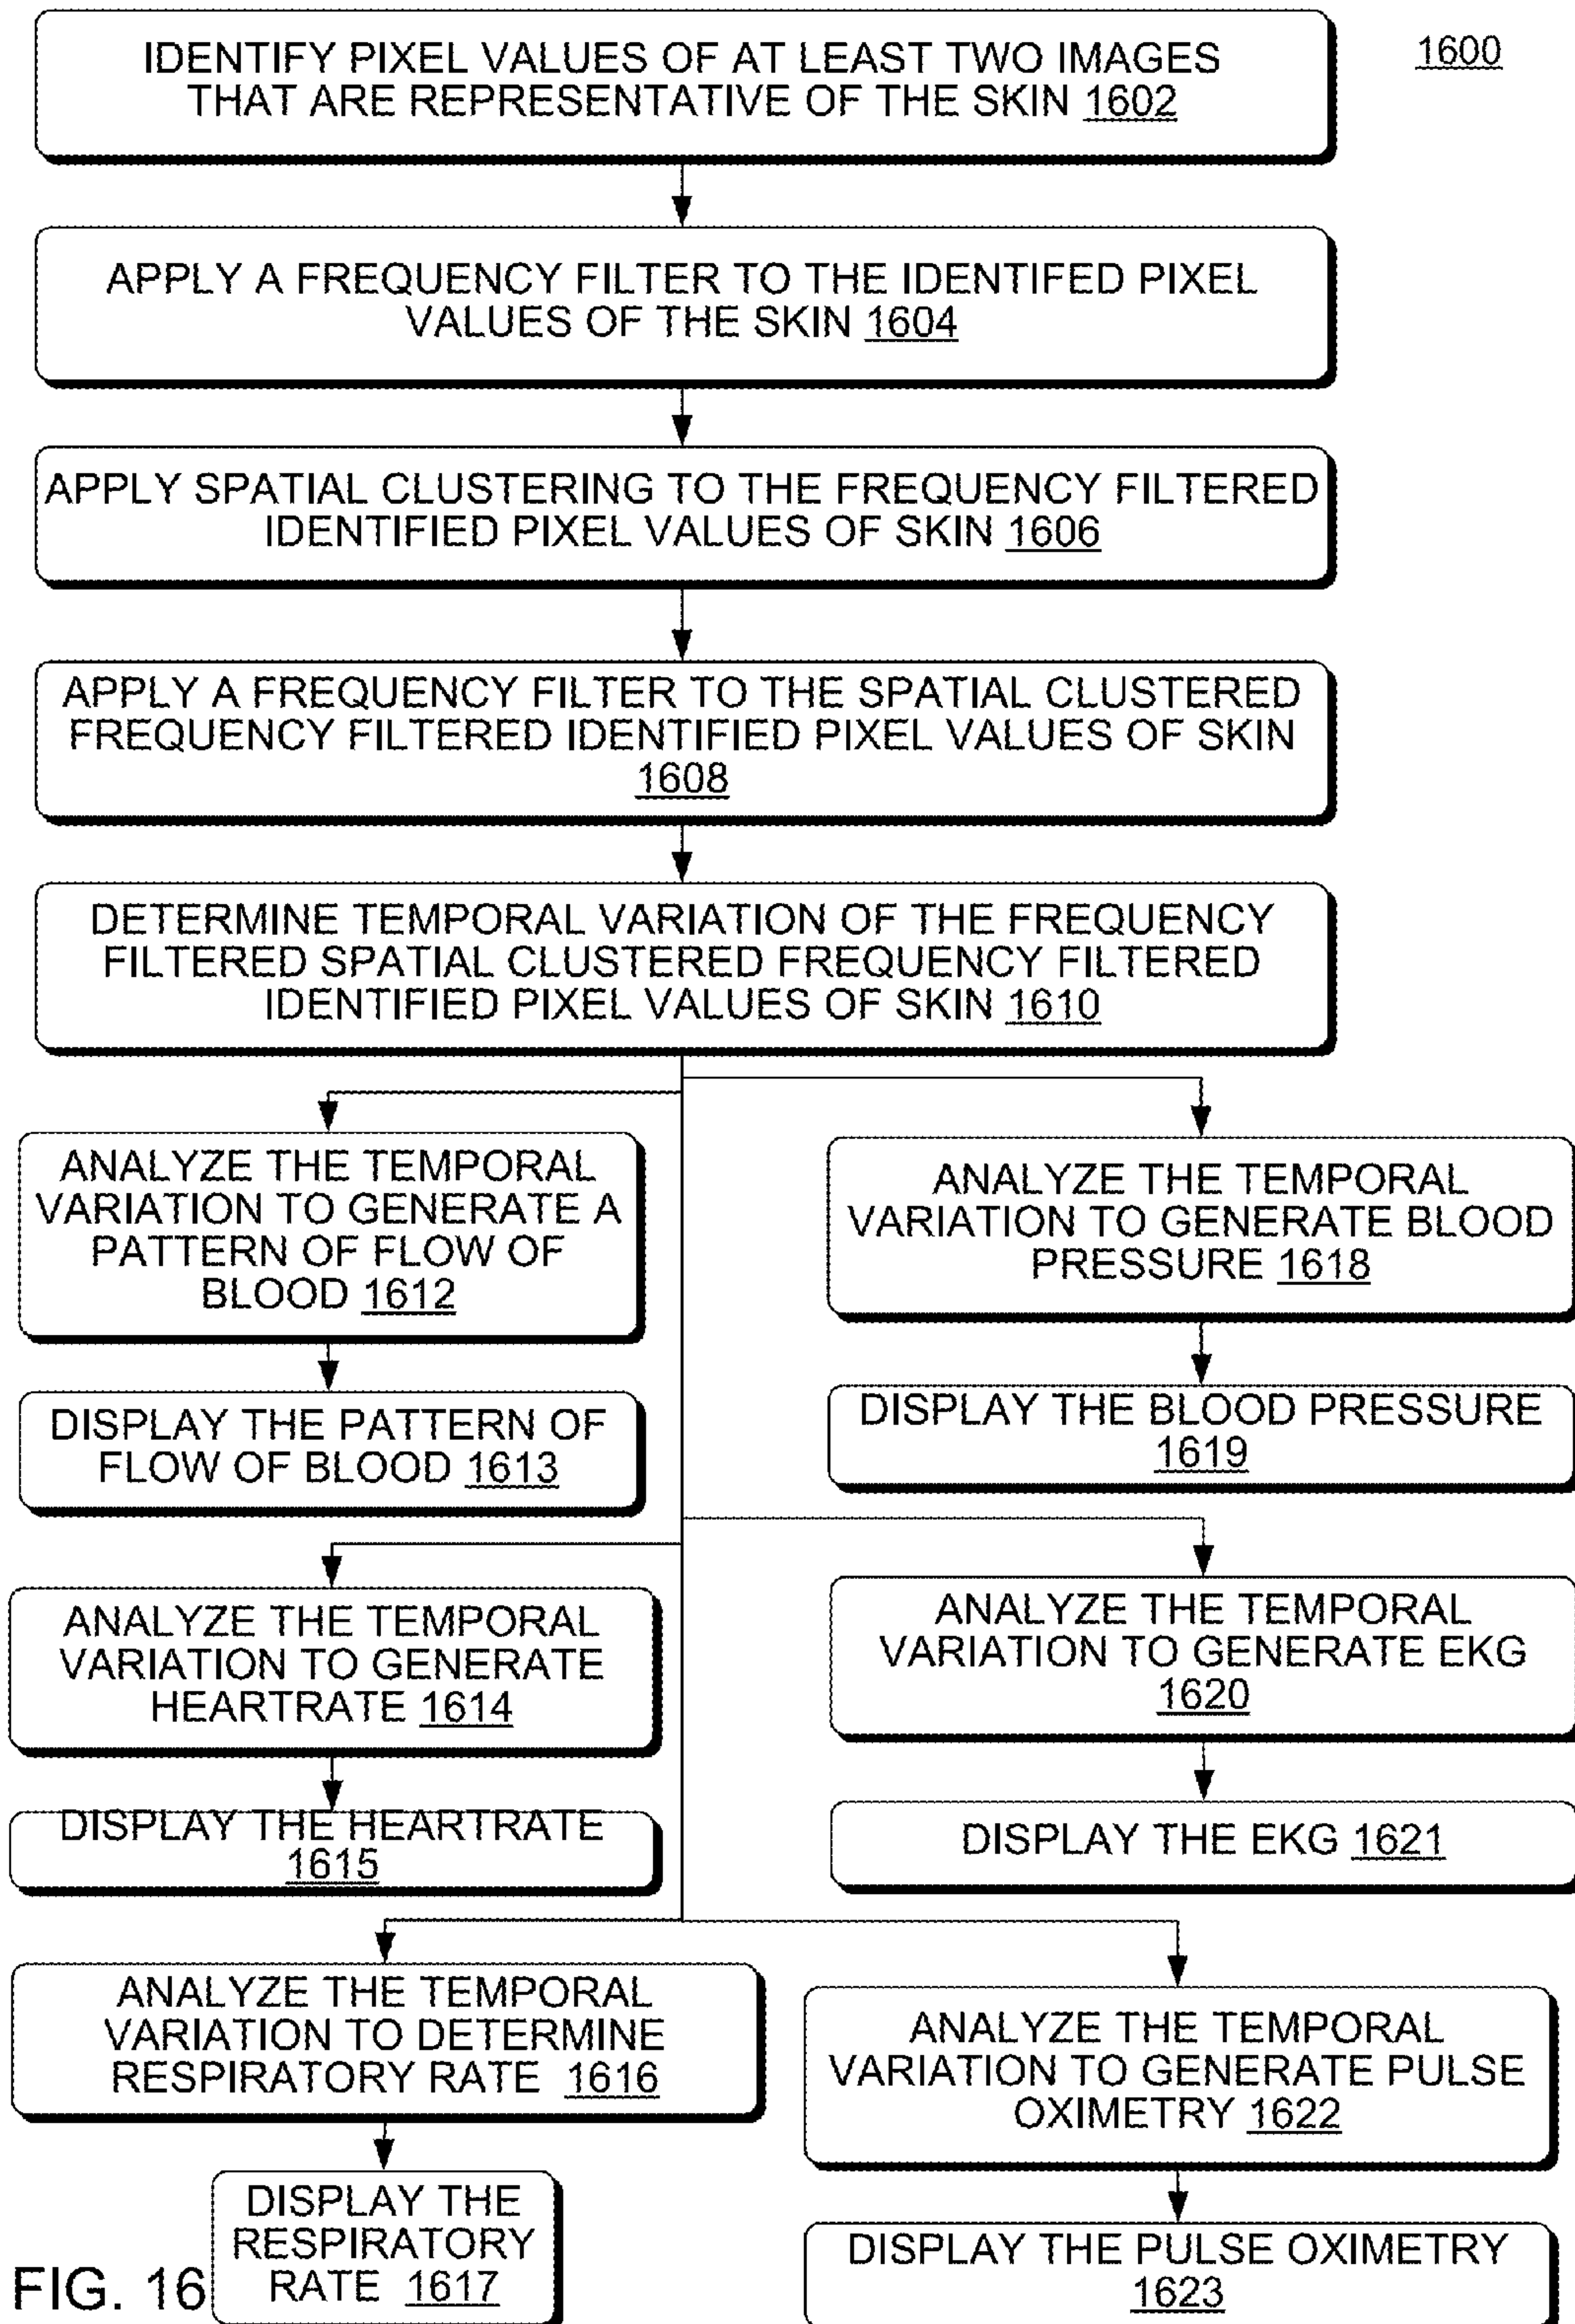 IDENTIFY PIXEL VALUES OF AT LEAST TWO IMAGES
THAT ARE REPRESENTATIVE OF THE SKIN 1602
1600
APPLY A FREQUENCY FILTER TO THE IDENTIFED PIXEL
VALUES OF THE SKIN 1604
APPLY SPATIAL CLUSTERING TO THE FREQUENCY FILTERED
IDENTIFIED PIXEL VALUES OF SKIN 1606
APPLY A FREQUENCY FILTER TO THE SPATIAL CLUSTERED
FREQUENCY FILTERED IDENTIFIED PIXEL VALUES OF SKIN
1608
DETERMINE TEMPORAL VARIATION OF THE FREQUENCY
FILTERED SPATIAL CLUSTERED FREQUENCY FILTERED
IDENTIFIED PIXEL VALUES OF SKIN 1610
ANALYZE THE TEMPORAL
VARIATION TO GENERATE A
PATTERN OF FLOW OF
BLOOD 1612
ANALYZE THE TEMPORAL
VARIATION TO GENERATE BLOOD
PRESSURE 1618
DISPLAY THE PATTERN OF
FLOW OF BLOOD 1613
DISPLAY THE BLOOD PRESSURE
1619
ANALYZE THE TEMPORAL
VARIATION TO GENERATE
HEARTRATE 1614
ANALYZE THE TEMPORAL
VARIATION TO GENERATE EKG
1620
DISPLAY THE HEARTRATE
1615
DISPLAY THE EKG 1621
ANALYZE THE TEMPORAL
VARIATION TO DETERMINE
RESPIRATORY RATE 1616
ANALYZE THE TEMPORAL
VARIATION TO GENERATE PULSE
OXIMETRY 1622
DISPLAY THE
RESPIRATORY
RATE 1617
DISPLAY THE PULSE OXIMETRY
1623
FIG. 16